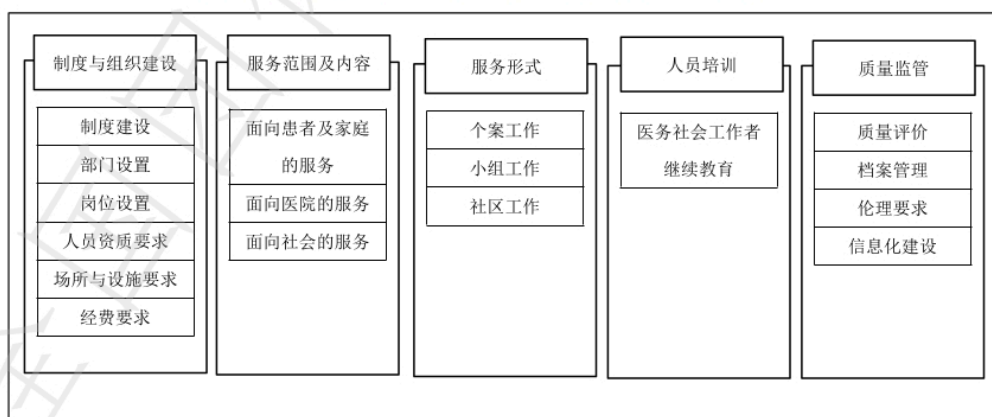 制度与组织建设
制度建设
部门设置
岗位设置
人员资质要求
场所与设施要求
经费要求
服务范围及内容
面向患者及家庭
的服务
面向医院的服务
面向社会的服务
服务形式
个案工作
小组工作
社区工作
人员培训
医务社会工作者
继续教育
质量监管
质量评价
档案管理
伦理要求
信息化建设